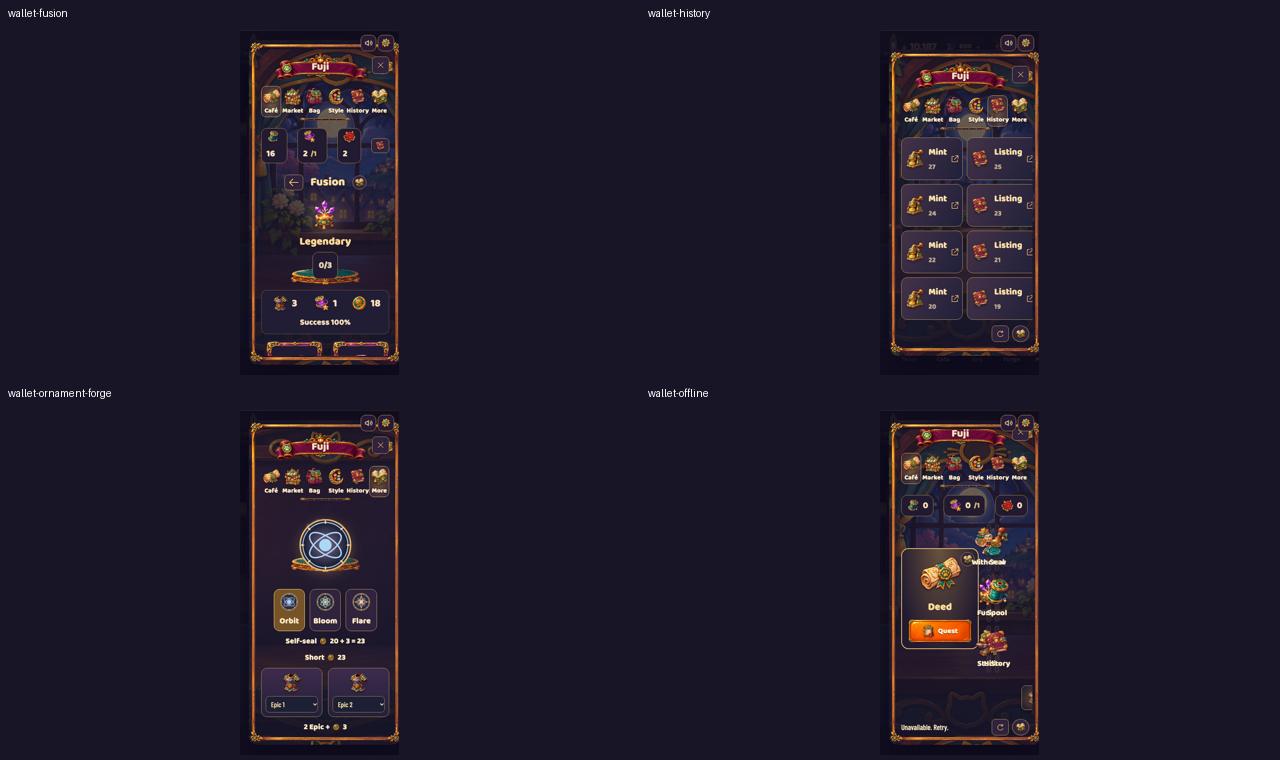 wallet-fusion
Fuji
Café Market Bag Style History More
16 2 /1 2
Fusion
Legendary
0/3
3 1 18
Success 100%
wallet-history
Fuji
Café Market Bag Style History More
Mint 27
Listing 25
Mint 24
Listing 23
Mint 22
Listing 21
Mint 20
Listing 19
wallet-ornament-forge
Fuji
Café Market Bag Style History More
Orbit Bloom Flare
Self-seal 20 + 3 = 23
Short 23
Epic 1 Epic 2
2 Epic + 3
wallet-offline
Fuji
Café Market Bag Style History More
0 0 /1 0
Deed
Quest
Spool
History
Unavailable. Retry.